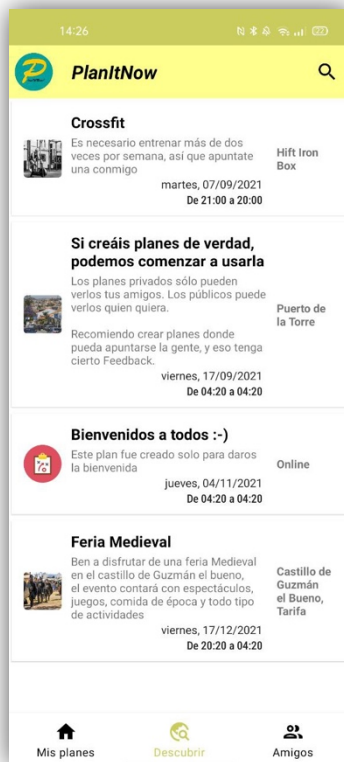 14:26
22
PlanItNow
Crossfit
Es necesario entrenar más de dos
veces por semana, así que apuntate
una conmigo
Hift Iron
Box
martes, 07/09/2021
De 21:00 a 20:00
Si creáis planes de verdad,
podemos comenzar a usarla
Los planes privados sólo pueden
verlos tus amigos. Los públicos puede
verlos quien quiera.
Recomiendo crear planes donde
pueda apuntarse la gente, y eso tenga
cierto Feedback.
Puerto de
la Torre
viernes, 17/09/2021
De 04:20 a 04:20
Bienvenidos a todos :-)
Este plan fue creado solo para daros
la bienvenida
Online
jueves, 04/11/2021
De 04:20 a 04:20
Feria Medieval
Ben a disfrutar de una feria Medieval
en el castillo de Guzmán el bueno,
el evento contará con espectáculos,
juegos, comida de época y todo tipo
de actividades
Castillo de
Guzmán
el Bueno,
Tarifa
viernes, 17/12/2021
De 20:20 a 04:20
Mis planes
Descubrir
Amigos